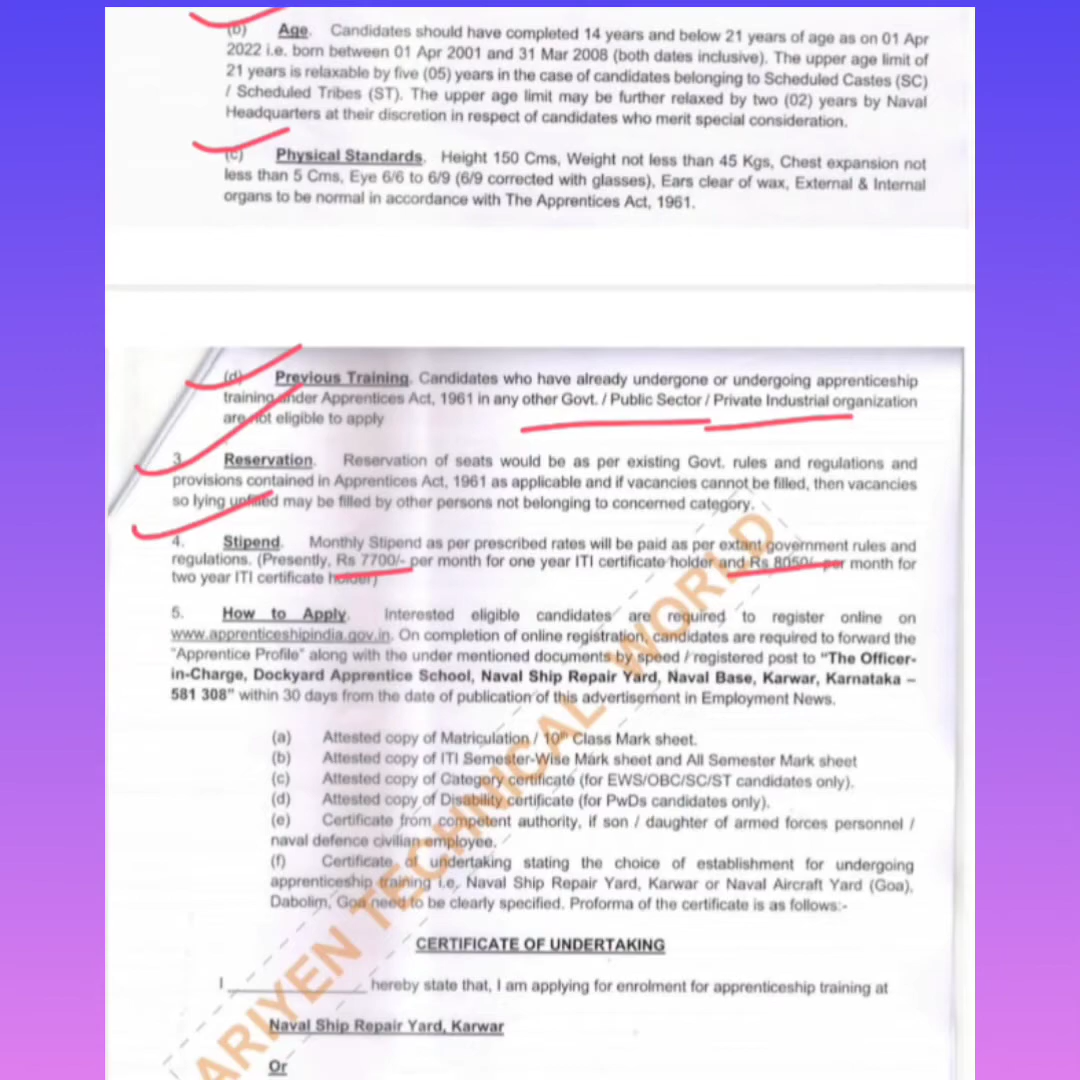 (b) Age. Candidates should have completed 14 years and below 21 years of age as on 01 Apr
2022 i.e. born between 01 Apr 2001 and 31 Mar 2008 (both dates inclusive). The upper age limit of
21 years is relaxable by five (05) years in the case of candidates belonging to Scheduled Castes (SC)
/ Scheduled Tribes (ST). The upper age limit may be further relaxed by two (02) years by Naval
Headquarters at their discretion in respect of candidates who merit special consideration.
(c) Physical Standards. Height 150 Cms, Weight not less than 45 Kgs, Chest expansion not
less than 5 Cms, Eye 6/6 to 6/9 (6/9 corrected with glasses), Ears clear of wax, External & Internal
organs to be normal in accordance with The Apprentices Act, 1961.
(d) Previous Training. Candidates who have already undergone or undergoing apprenticeship
training under Apprentices Act, 1961 in any other Govt. / Public Sector / Private Industrial organization
are not eligible to apply
3. Reservation. Reservation of seats would be as per existing Govt. rules and regulations and
provisions contained in Apprentices Act, 1961 as applicable and if vacancies cannot be filled, then vacancies
so lying unfilled may be filled by other persons not belonging to concerned category.
4. Stipend. Monthly Stipend as per prescribed rates will be paid as per extant government rules and
regulations. (Presently, Rs 7700/- per month for one year ITI certificate holder and Rs 8050/- per month for
two year ITI certificate holder)
5. How to Apply. Interested eligible candidates are required to register online on
www.apprenticeshipindia.gov.in. On completion of online registration, candidates are required to forward the
"Apprentice Profile" along with the under mentioned documents by speed / registered post to "The Officer-
in-Charge, Dockyard Apprentice School, Naval Ship Repair Yard, Naval Base, Karwar, Karnataka –
581 308" within 30 days from the date of publication of this advertisement in Employment News.
(a) Attested copy of Matriculation / 10th Class Mark sheet.
(b) Attested copy of ITI Semester-Wise Mark sheet and All Semester Mark sheet
(c) Attested copy of Category certificate (for EWS/OBC/SC/ST candidates only).
(d) Attested copy of Disability certificate (for PwDs candidates only).
(e) Certificate from competent authority, if son / daughter of armed forces personnel /
naval defence civilian employee.
(f) Certificate of undertaking stating the choice of establishment for undergoing
apprenticeship training i.e, Naval Ship Repair Yard, Karwar or Naval Aircraft Yard (Goa),
Dabolim, Goa need to be clearly specified. Proforma of the certificate is as follows:-
CERTIFICATE OF UNDERTAKING
I ______________ hereby state that, I am applying for enrolment for apprenticeship training at
Naval Ship Repair Yard, Karwar
Or
ARIYEN TECHNICAL WORLD